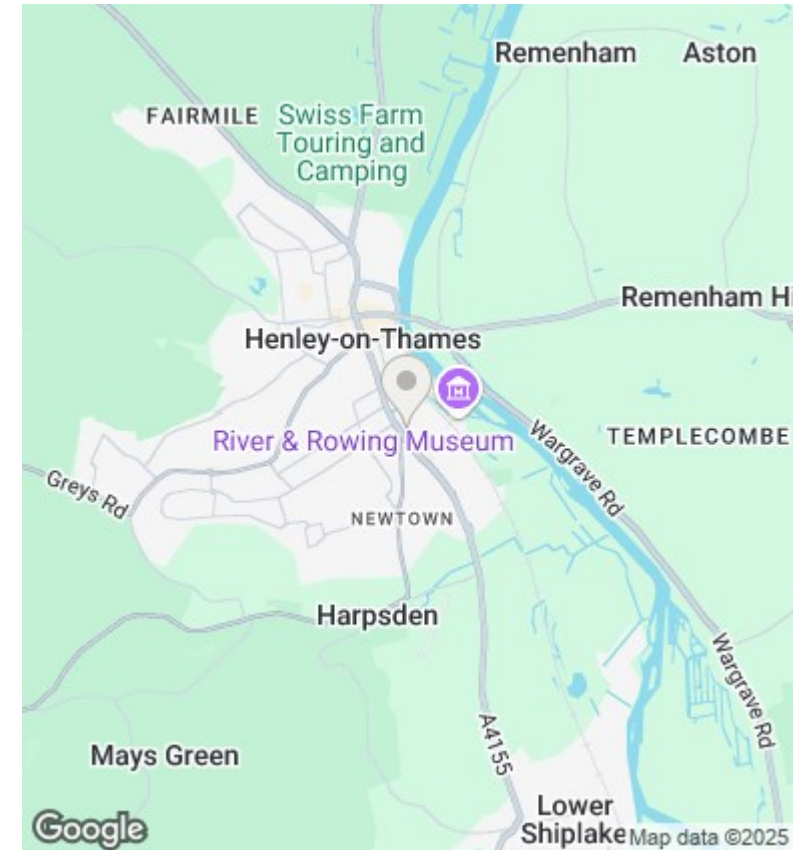 Remenham
Aston
FAIRMILE
Swiss Farm
Touring and
Camping
Remenham Hi
Henley-on-Thames
River & Rowing Museum
TEMPLECOMBE
Wargrave Rd
Greys Rd
NEWTOWN
Harpsden
Wargrave Rd
A4155
Mays Green
Lower
Shiplake
Google
Map data ©2025